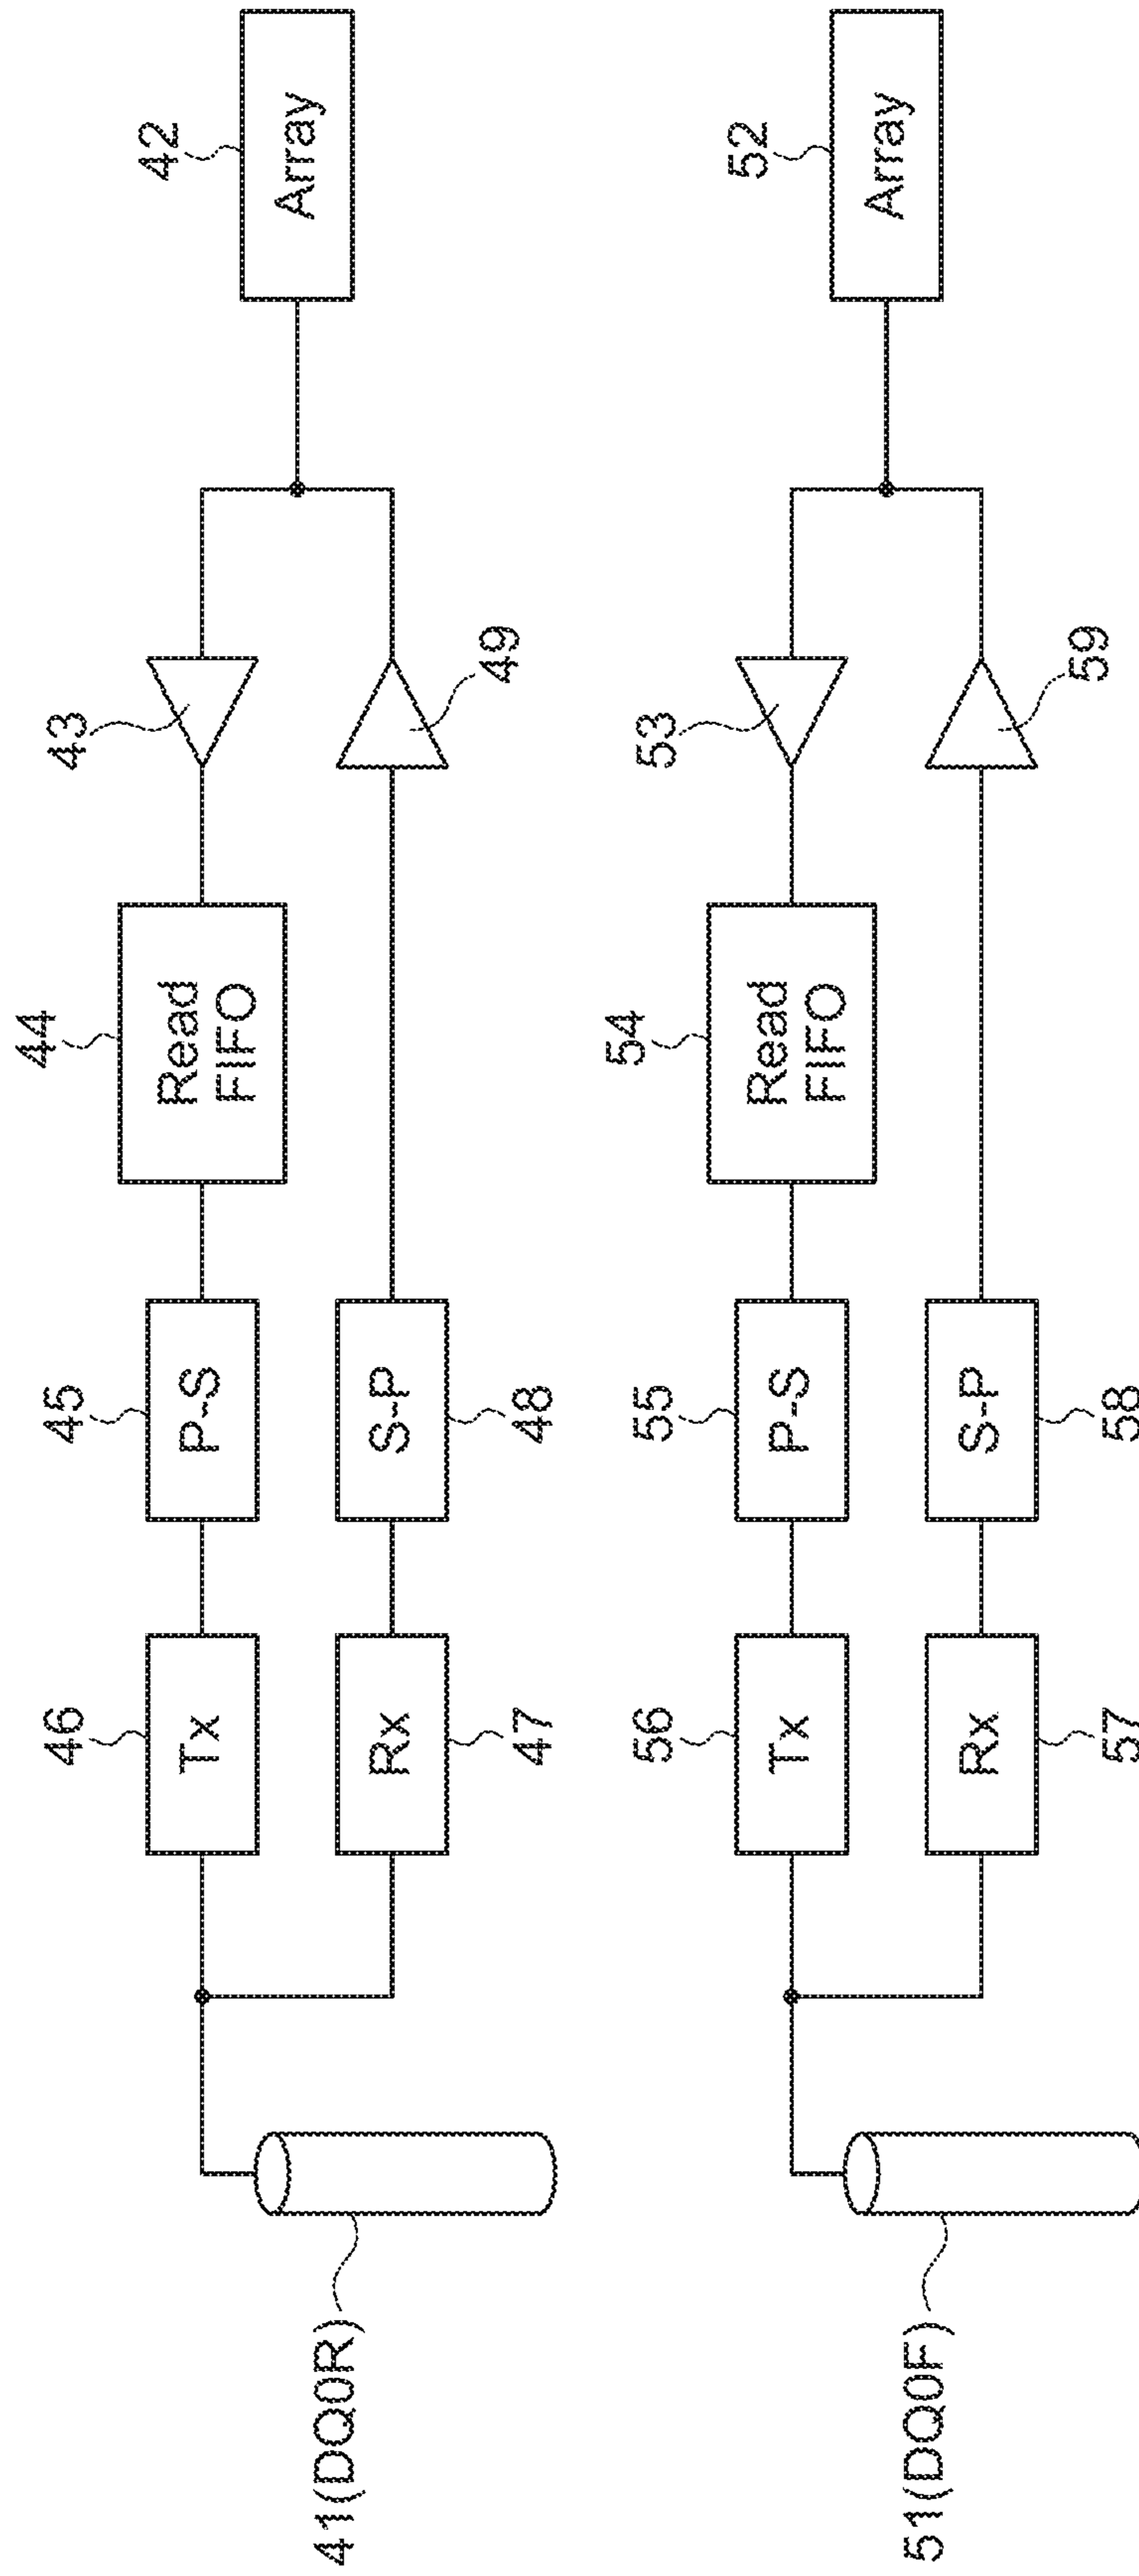 44
45
46
43
42
Read
FIFO
P-S
Tx
Array
S-P
Rx
48
47
49
41(DQ0R)
54
55
56
53
52
Read
FIFO
P-S
Tx
Array
S-P
Rx
58
57
59
51(DQ0F)